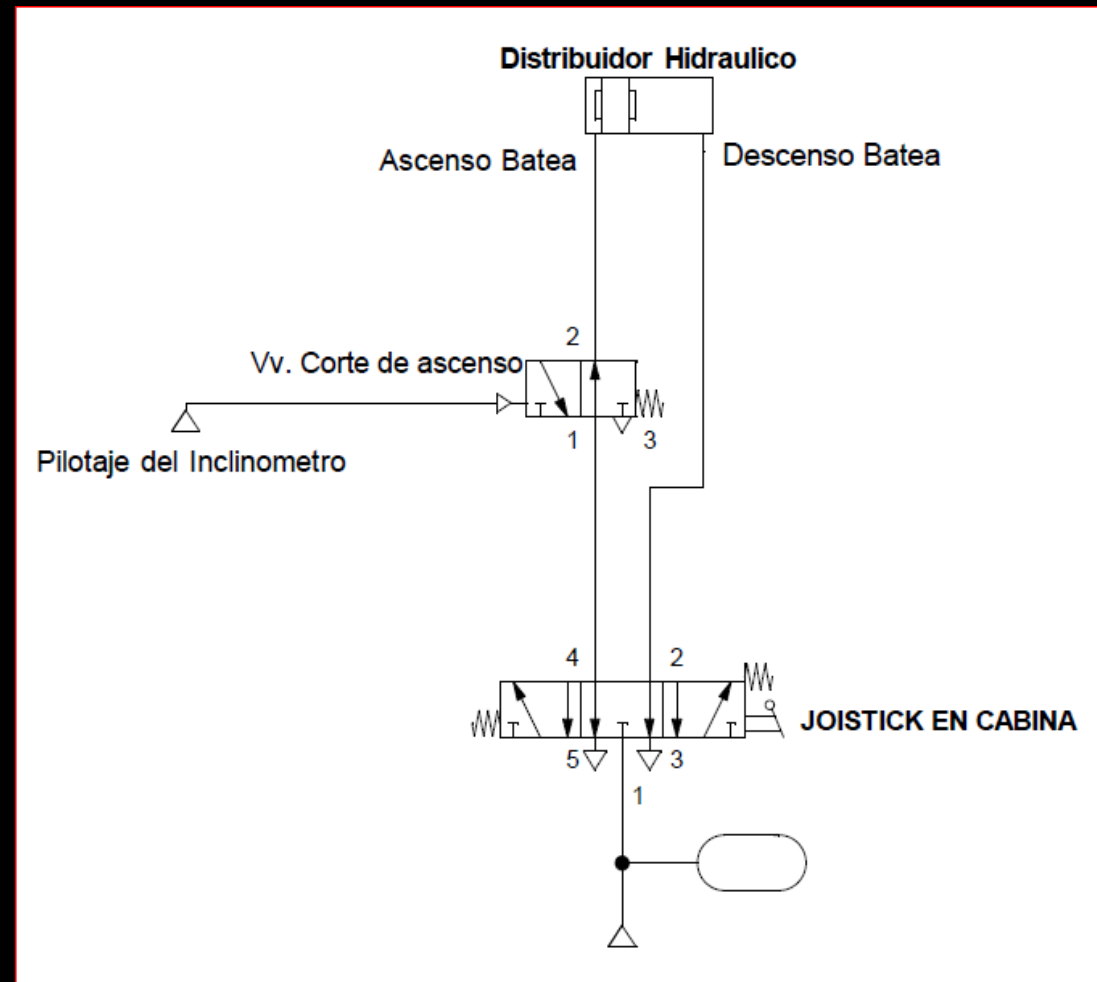 Distribuidor Hidraulico
Ascenso Batea
Descenso Batea
2
Vv. Corte de ascenso
1
3
Pilotaje del Inclinometro
4
2
JOISTICK EN CABINA
5
3
1